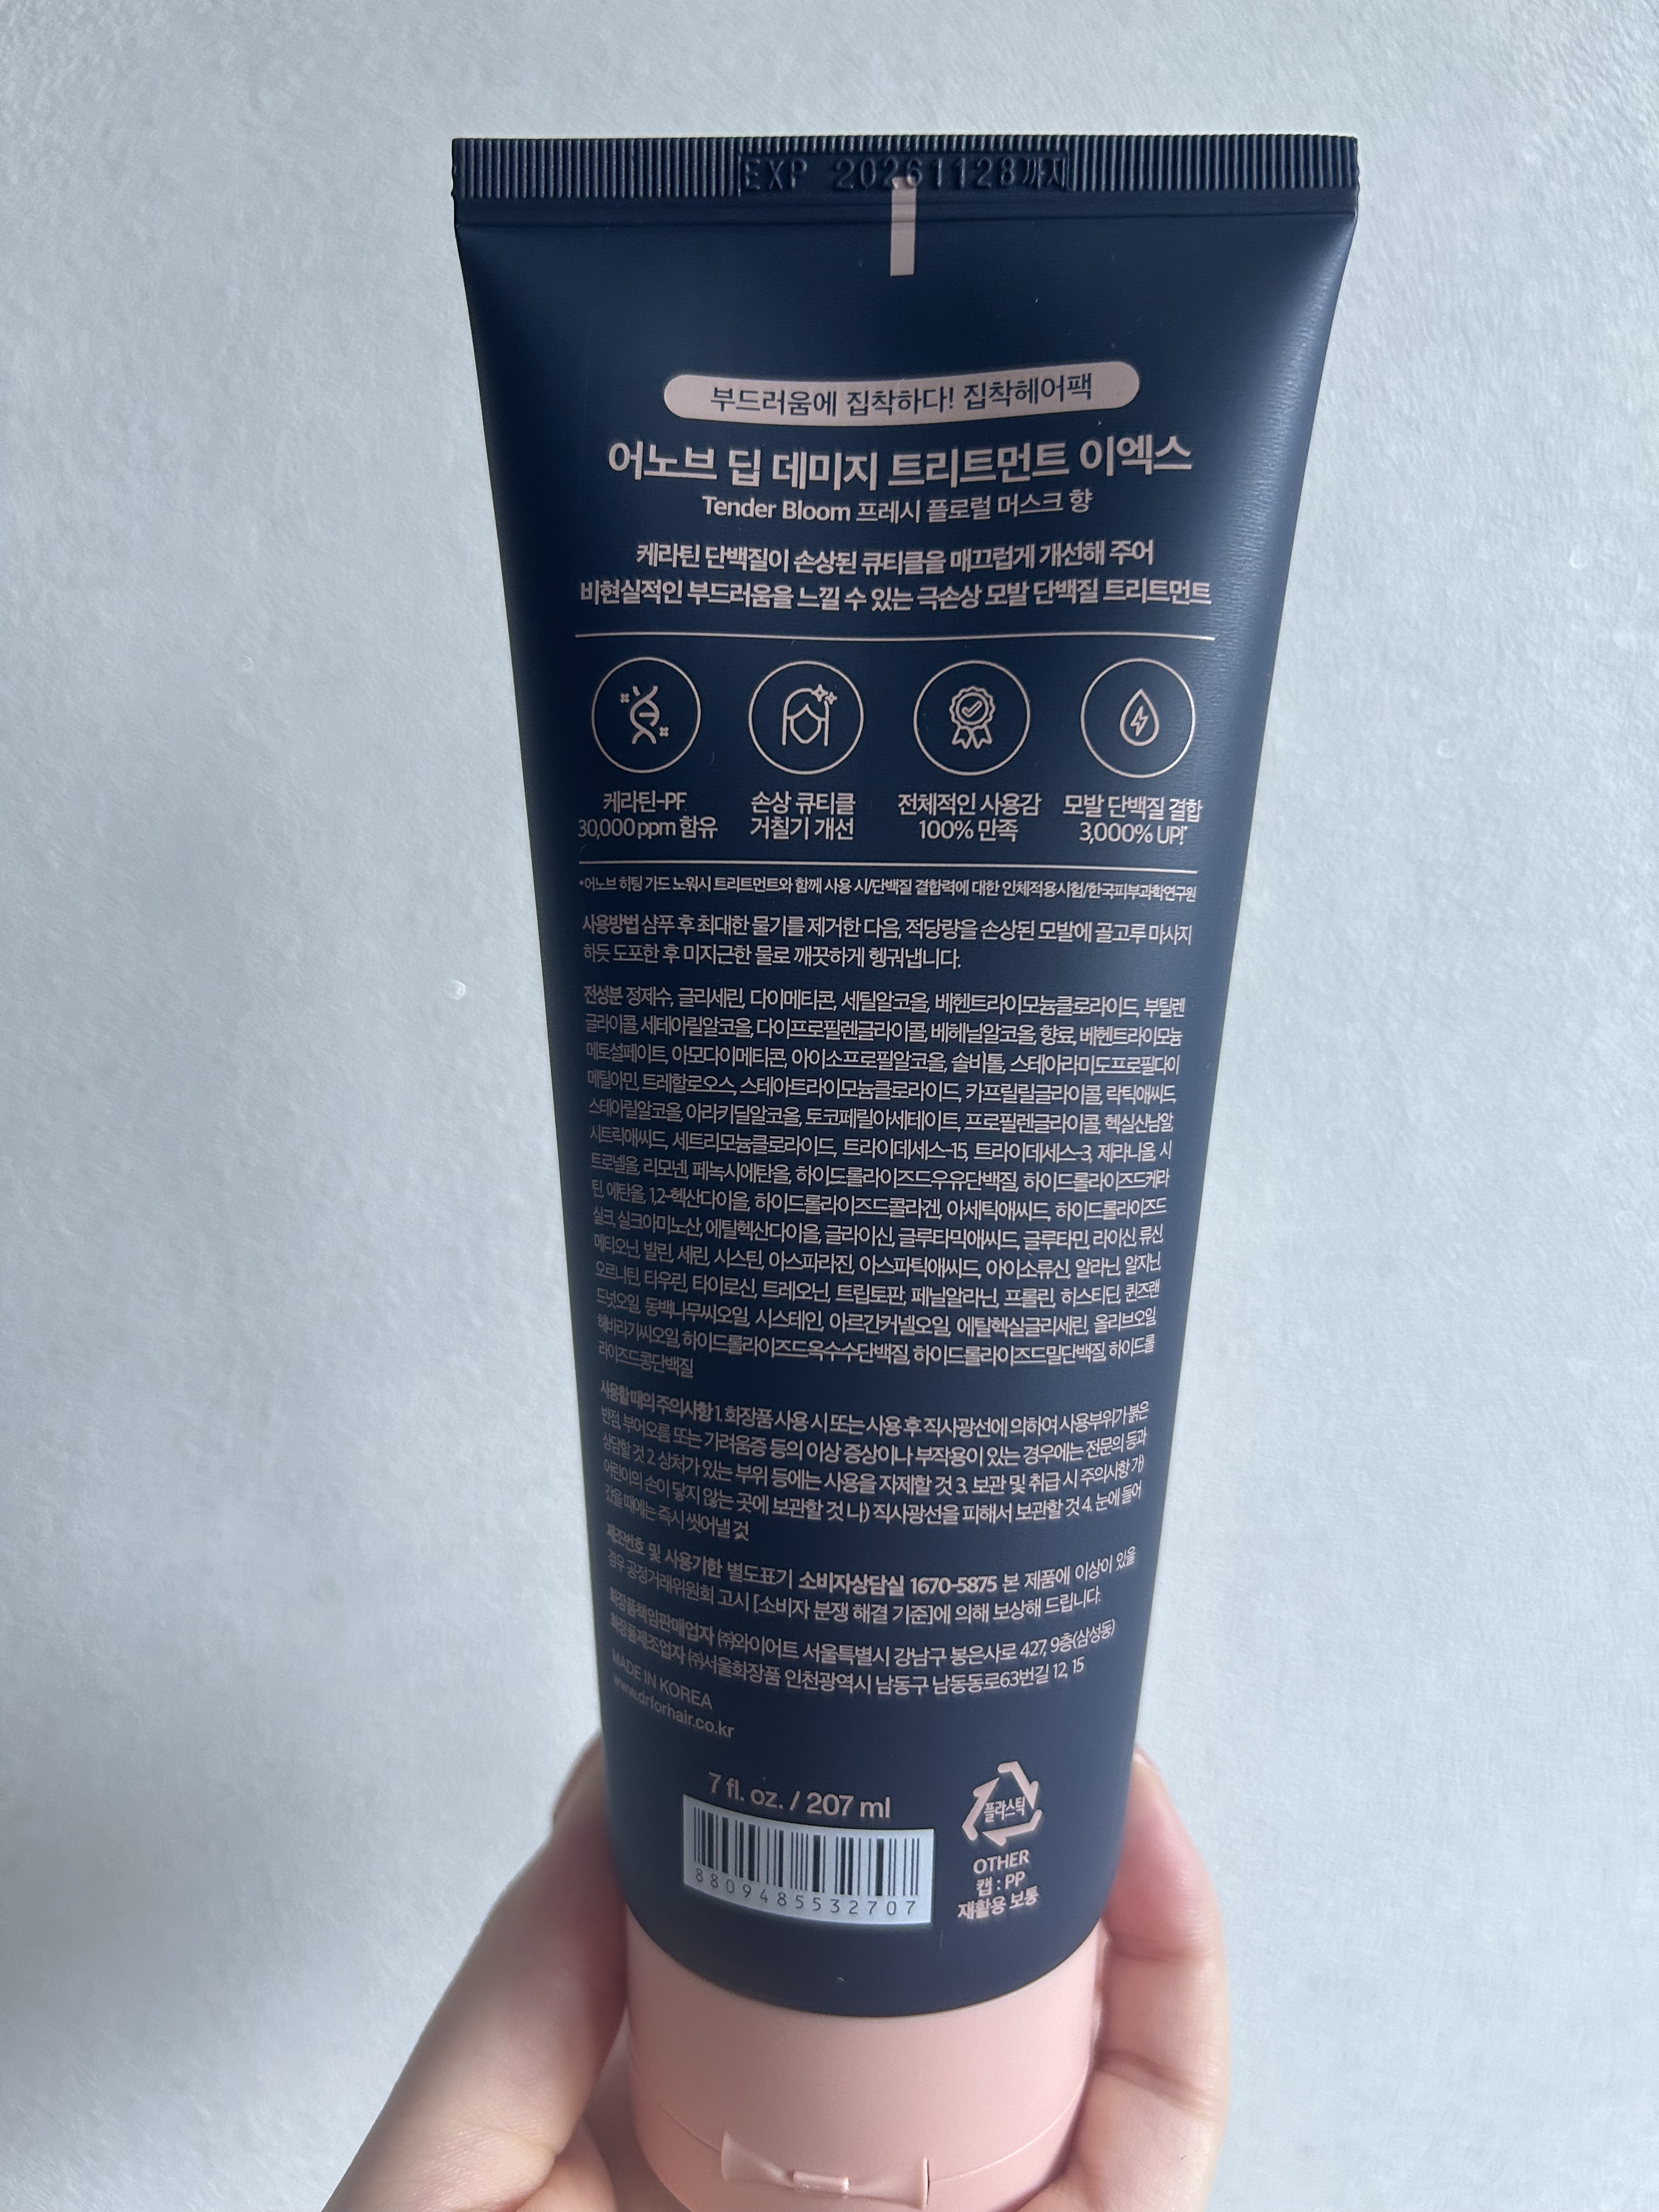 EXP 20261128까지
부드러움에 집착하다! 집착헤어팩
어노브 딥 데미지 트리트먼트 이엑스
Tender Bloom 프레시 플로럴 머스크 향
케라틴 단백질이 손상된 큐티클을 매끄럽게 개선해 주어
비현실적인 부드러움을 느낄 수 있는 극손상 모발 단백질 트리트먼트
케라틴-PF
30,000 ppm 함유
손상 큐티클
거칠기 개선
전체적인 사용감
100% 만족
모발 단백질 결합
3,000% UP!*
*어노브 히팅 가드 노워시 트리트먼트와 함께 사용 시/단백질 결합력에 대한 인체적용시험/한국피부과학연구원
사용방법 샴푸 후 최대한 물기를 제거한 다음, 적당량을 손상된 모발에 골고루 마사지
하듯 도포한 후 미지근한 물로 깨끗하게 헹궈냅니다.
전성분 정제수, 글리세린, 다이메티콘, 세틸알코올, 베헨트라이모늄클로라이드, 부틸렌
글라이콜, 세테아릴알코올, 다이프로필렌글라이콜, 베헤닐알코올, 향료, 베헨트라이모늄
메토설페이트, 아모다이메티콘, 아이소프로필알코올, 솔비톨, 스테아라미도프로필다이
메틸아민, 트레할로오스, 스테아트라이모늄클로라이드, 카프릴릴글라이콜, 락틱애씨드,
스테아릴알코올, 아라키딜알코올, 토코페릴아세테이트, 프로필렌글라이콜, 헥실신남알,
시트릭애씨드, 세트리모늄클로라이드, 트라이데세스-15, 트라이데세스-3, 제라니올, 시
트로넬올, 리모넨, 페녹시에탄올, 하이드롤라이즈드우유단백질, 하이드롤라이즈드케라
틴, 에탄올, 1,2-헥산다이올, 하이드롤라이즈드콜라겐, 아세틱애씨드, 하이드롤라이즈드
실크, 실크아미노산, 에틸헥산다이올, 글라이신, 글루타믹애씨드, 글루타민, 라이신, 류신,
메티오닌, 발린, 세린, 시스틴, 아스파라진, 아스파틱애씨드, 아이소류신, 알라닌, 알지닌,
오르니틴, 타우린, 타이로신, 트레오닌, 트립토판, 페닐알라닌, 프롤린, 히스티딘, 퀸즈랜
드넛오일, 동백나무씨오일, 시스테인, 아르간커넬오일, 에틸헥실글리세린, 올리브오일,
해바라기씨오일, 하이드롤라이즈드옥수수단백질, 하이드롤라이즈드밀단백질, 하이드롤
라이즈드콩단백질
사용할 때의 주의사항 1. 화장품 사용 시 또는 사용 후 직사광선에 의하여 사용부위가 붉은
반점, 부어오름 또는 가려움증 등의 이상 증상이나 부작용이 있는 경우에는 전문의 등과
상담할 것 2. 상처가 있는 부위 등에는 사용을 자제할 것 3. 보관 및 취급 시 주의사항 가)
어린이의 손이 닿지 않는 곳에 보관할 것 나) 직사광선을 피해서 보관할 것 4. 눈에 들어
갔을 때에는 즉시 씻어낼 것
제조번호 및 사용기한 별도표기 소비자상담실 1670-5875 본 제품에 이상이 있을
경우 공정거래위원회 고시 [소비자 분쟁 해결 기준]에 의해 보상해 드립니다.
화장품책임판매업자 ㈜와이어트 서울특별시 강남구 봉은사로 427, 9층(삼성동)
화장품제조업자 ㈜서울화장품 인천광역시 남동구 남동동로63번길 12, 15
MADE IN KOREA
www.drforhair.co.kr
7 fl. oz. / 207 ml
8809485532707
플라스틱
OTHER
캡 : PP
재활용 보통